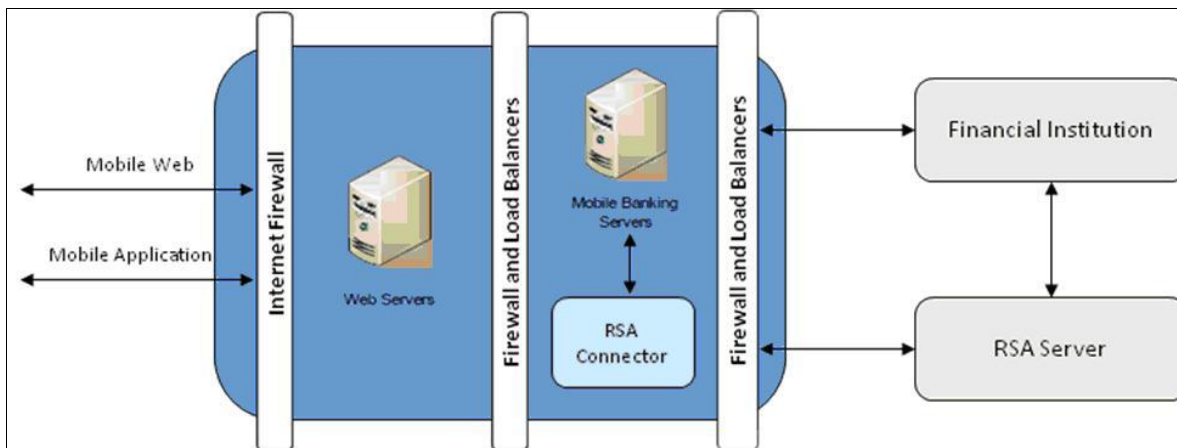 Mobile Web
Mobile Application
Internet Firewall
Web Servers
Firewall and Load Balancers
Mobile Banking
Servers
RSA
Connector
Firewall and Load Balancers
Financial Institution
RSA Server